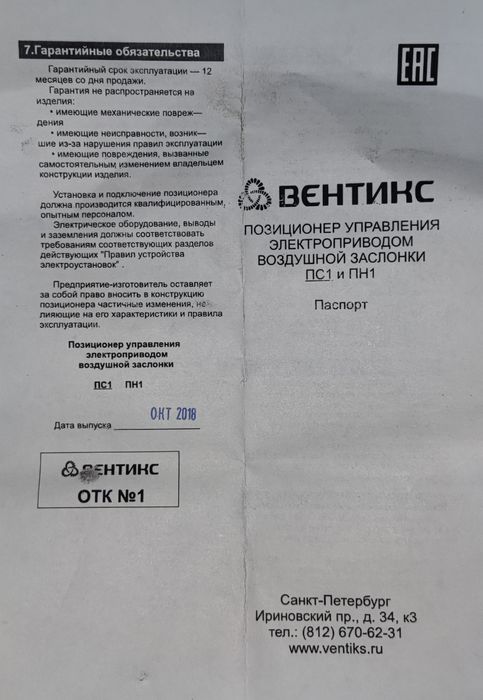 7.Гарантийные обязательства
Гарантийный срок эксплуатации — 12
месяцев со дня продажи.
Гарантия не распространяется на
изделия:
• имеющие механические повреж—
дения
• имеющие неисправности, возник—
шие из-за нарушения правил эксплуатации
• имеющие повреждения, вызванные
самостоятельным изменением владельцем
конструкции изделия.
Установка и подключение позиционера
должна производится квалифицированным,
опытным персоналом.
Электрическое оборудование, выводы
и заземления должны соответствовать
требованиям соответствующих разделов
действующих "Правил устройства
электроустановок" .
Предприятие-изготовитель оставляет
за собой право вносить в конструкцию
позиционера частичные изменения, не
влияющие на его характеристики и правила
эксплуатации.
Позиционер управления
электроприводом
воздушной заслонки
ПС1 ПН1
Дата выпуска ОКТ 2018
ВЕНТИКС
ОТК №1
ЕАС
ВЕНТИКС
ПОЗИЦИОНЕР УПРАВЛЕНИЯ
ЭЛЕКТРОПРИВОДОМ
ВОЗДУШНОЙ ЗАСЛОНКИ
ПС1 и ПН1
Паспорт
Санкт-Петербург
Ириновский пр., д. 34, к3
тел.: (812) 670-62-31
www.ventiks.ru